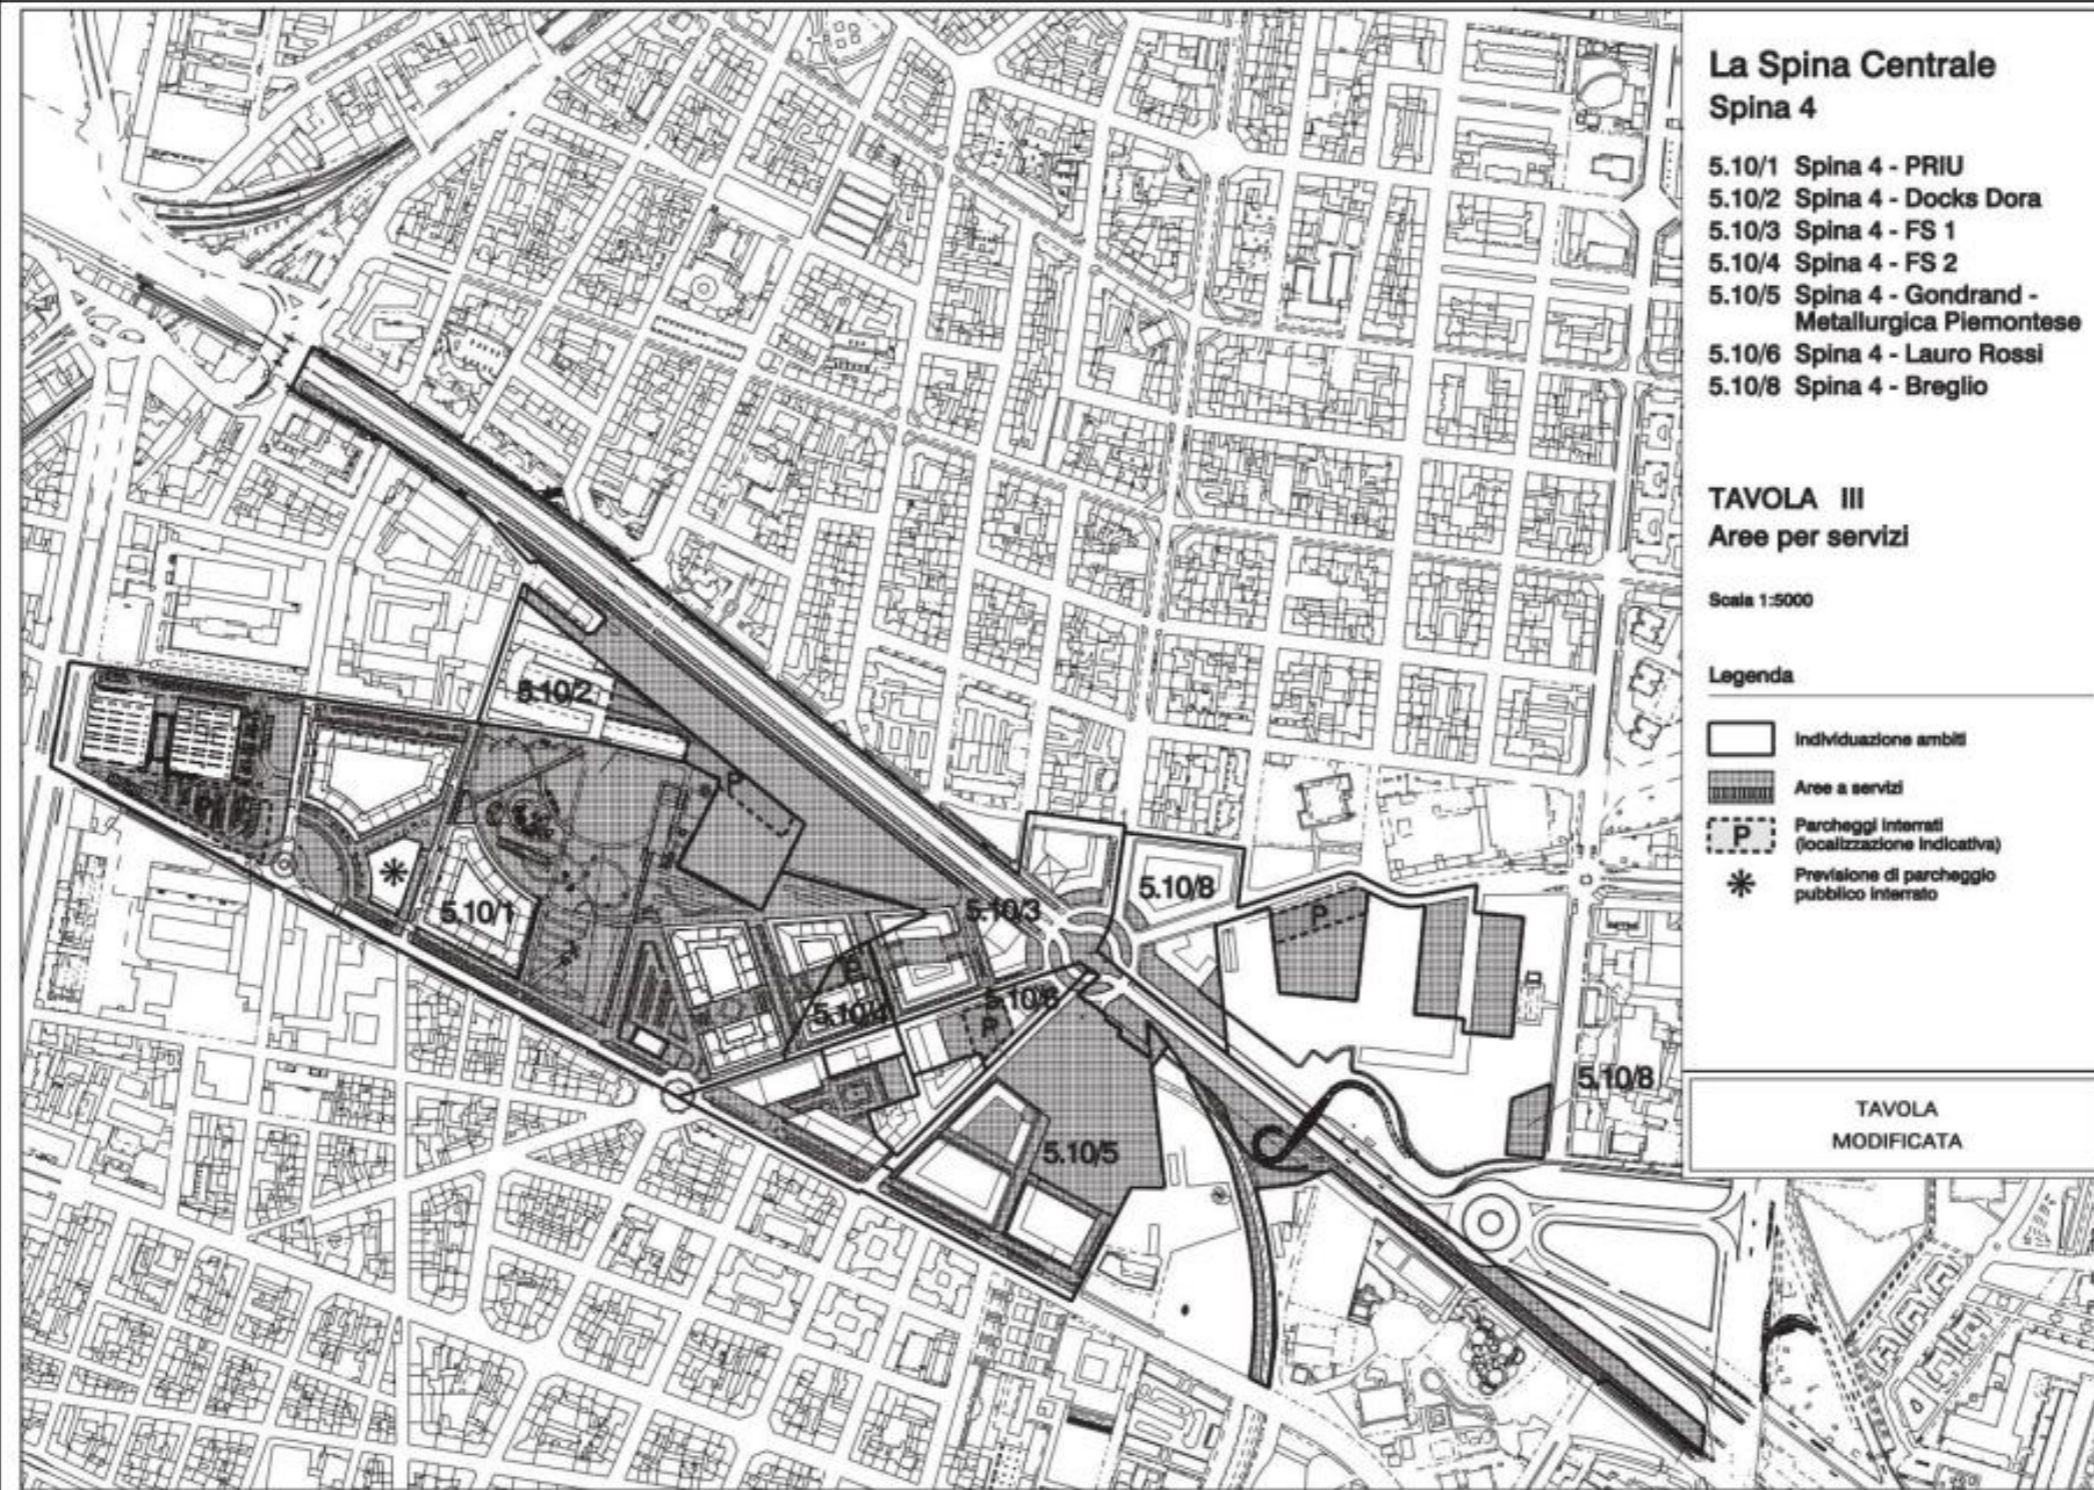 La Spina Centrale
Spina 4
5.10/1 Spina 4 - PRIU
5.10/2 Spina 4 - Docks Dora
5.10/3 Spina 4 - FS 1
5.10/4 Spina 4 - FS 2
5.10/5 Spina 4 - Gondrand -
Metallurgica Piemontese
5.10/6 Spina 4 - Lauro Rossi
5.10/8 Spina 4 - Breglio
TAVOLA III
Aree per servizi
Scala 1:5000
Legenda
Individuazione ambiti
Aree a servizi
P
Parcheggi interrati
(localizzazione indicativa)
Previsione di parcheggio
pubblico interrato
TAVOLA
MODIFICATA
5.10/2
P
P
5.10/1
5.10/3
5.10/8
P
P
5.10/4
5.10/6
P
5.10/8
5.10/5